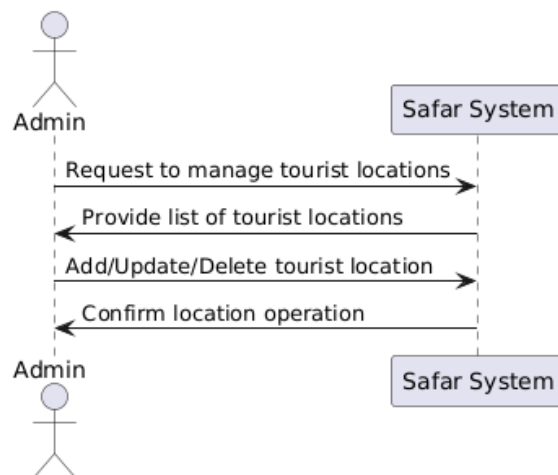 Admin
Safar System
Request to manage tourist locations
Provide list of tourist locations
Add/Update/Delete tourist location
Confirm location operation
Admin
Safar System